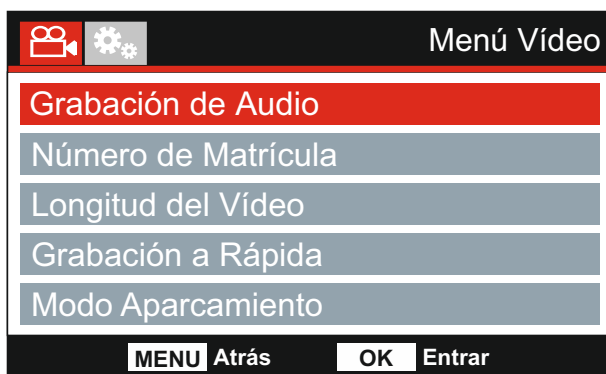 Menú Vídeo
Grabación de Audio
Número de Matrícula
Longitud del Vídeo
Grabación a Rápida
Modo Aparcamiento
MENU Atrás OK Entrar